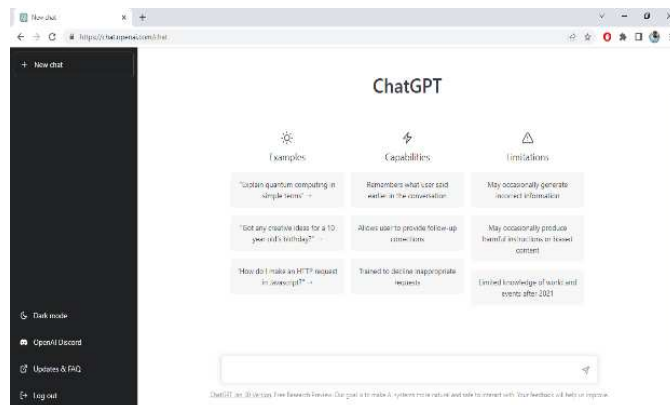 New chat
https://chat.openai.com/chat
+ New chat
ChatGPT
Examples
Capabilities
Limitations
"Explain quantum computing in
simple terms" →
Remembers what user said
earlier in the conversation
May occasionally generate
incorrect information
"Got any creative ideas for a 10
year old's birthday?" →
Allows user to provide follow-up
corrections
May occasionally produce
harmful instructions or biased
content
"How do I make an HTTP request
in Javascript?" →
Trained to decline inappropriate
requests
Limited knowledge of world and
events after 2021
Dark mode
OpenAI Discord
Updates & FAQ
Log out
ChatGPT Jan 30 Version. Free Research Preview. Our goal is to make AI systems more natural and safe to interact with. Your feedback will help us improve.